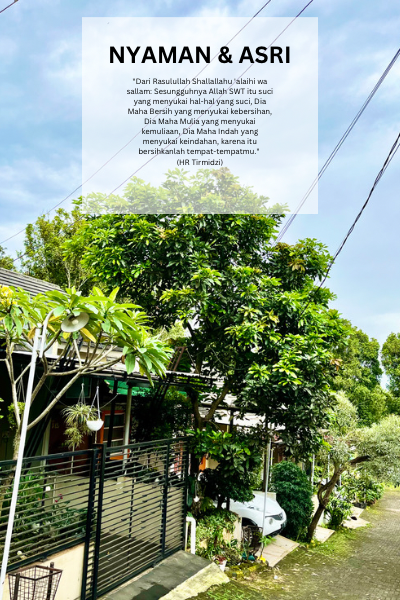 NYAMAN & ASRI
"Dari Rasulullah Shallallahu 'alaihi wa
sallam: Sesungguhnya Allah SWT itu suci
yang menyukai hal-hal yang suci, Dia
Maha Bersih yang menyukai kebersihan,
Dia Maha Mulia yang menyukai
kemuliaan, Dia Maha Indah yang
menyukai keindahan, karena itu
bersihkanlah tempat-tempatmu."
(HR Tirmidzi)